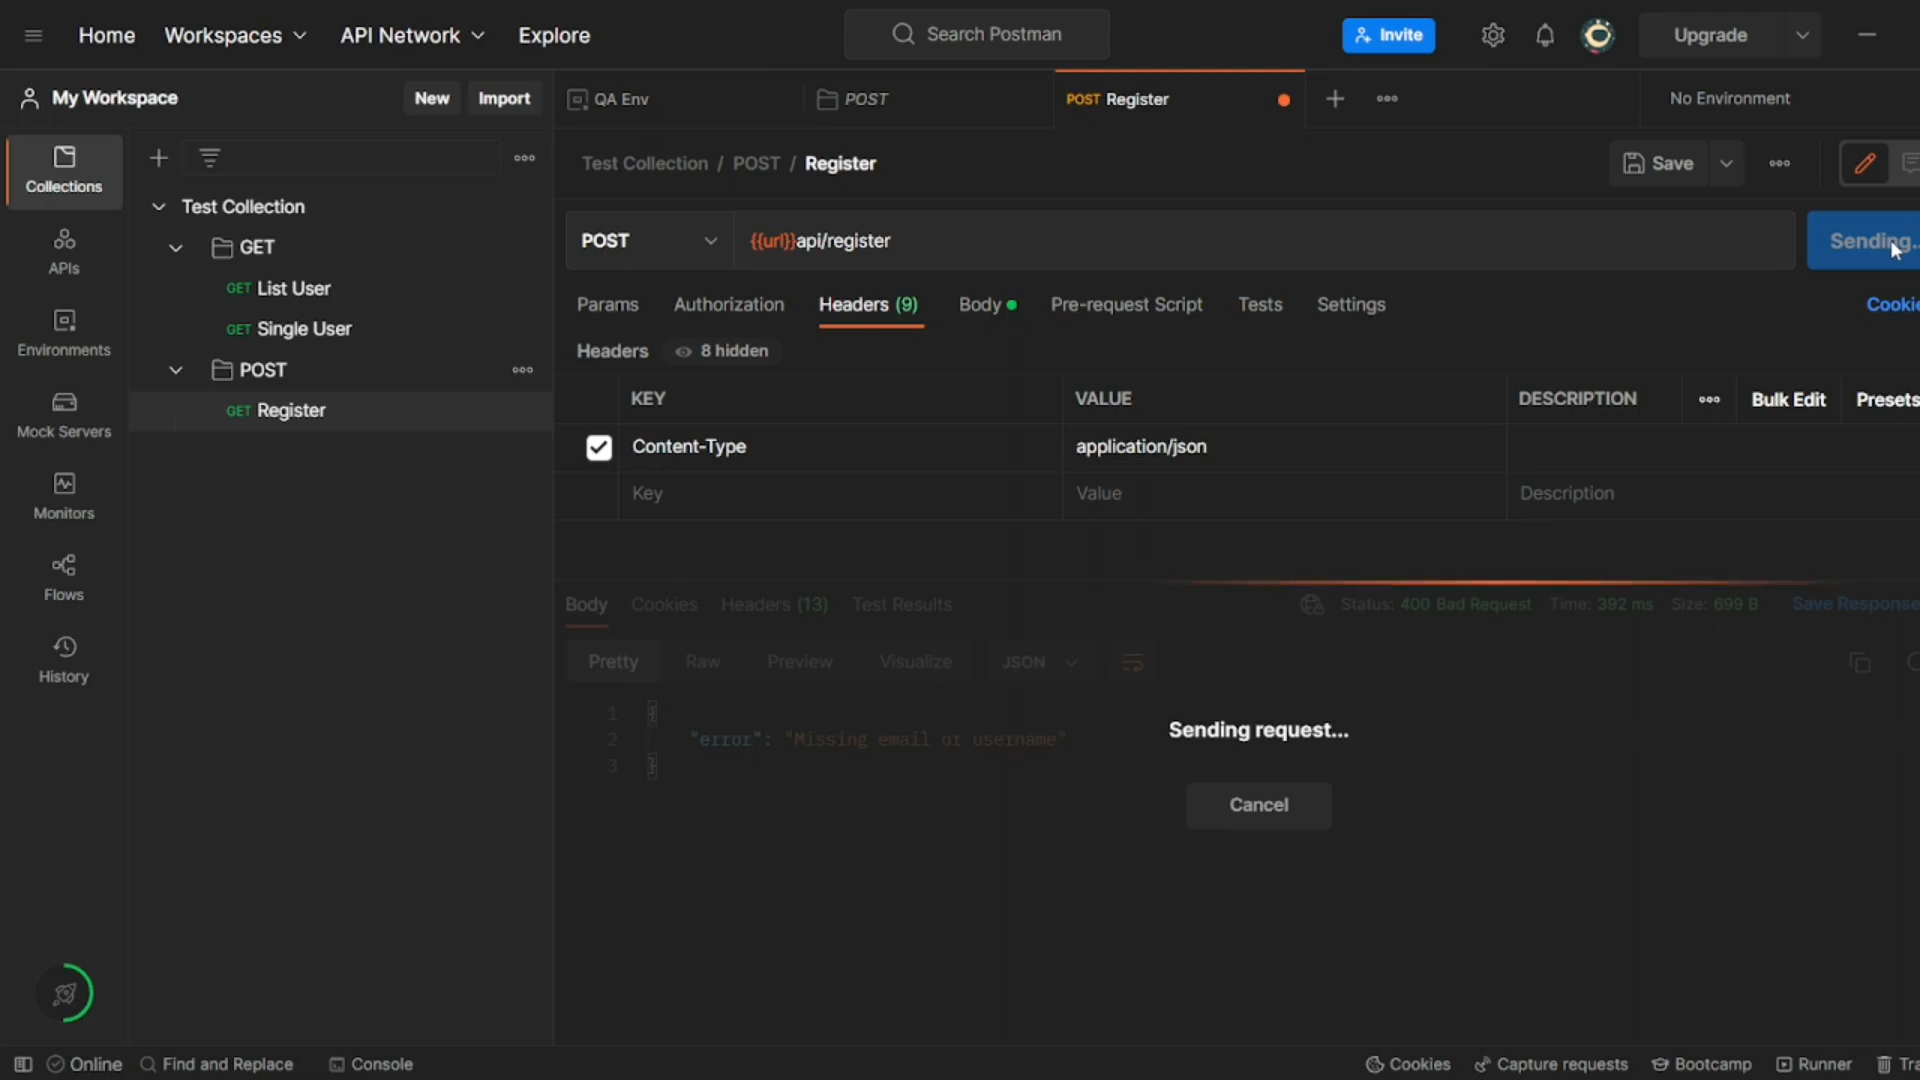 Home Workspaces API Network Explore Search Postman Invite Upgrade
My Workspace New Import QA Env POST POST Register No Environment
Collections
APIs
Environments
Mock Servers
Monitors
Flows
History
Test Collection
GET
GET List User
GET Single User
POST
GET Register
Test Collection / POST / Register Save
POST {{url}}api/register Sending..
Params Authorization Headers (9) Body Pre-request Script Tests Settings Cookie
Headers 8 hidden
KEY VALUE DESCRIPTION Bulk Edit Presets
Content-Type application/json
Key Value Description
Body Cookies Headers (13) Test Results Status: 400 Bad Request Time: 392 ms Size: 699 B Save Response
Pretty Raw Preview Visualize JSON
1 {
2 "error": "Missing email or username"
3 }
Sending request...
Cancel
Online Find and Replace Console Cookies Capture requests Bootcamp Runner Tra